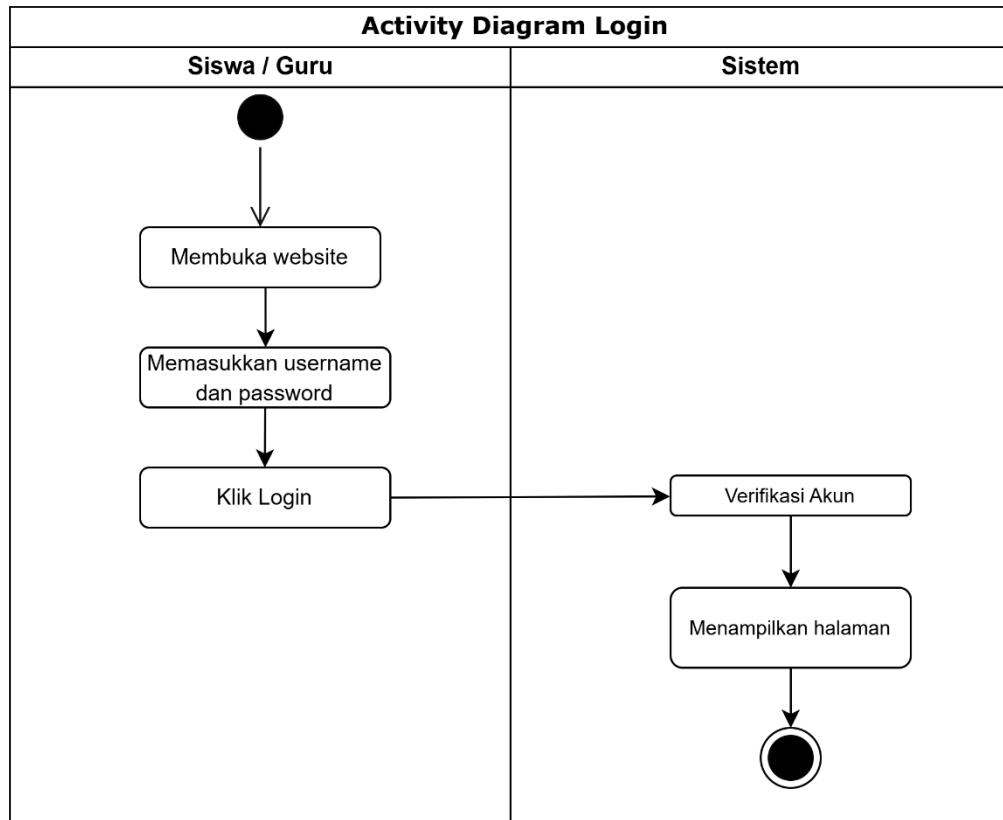 Activity Diagram Login
Siswa / Guru
Sistem
Membuka website
Memasukkan username
dan password
Klik Login
Verifikasi Akun
Menampilkan halaman